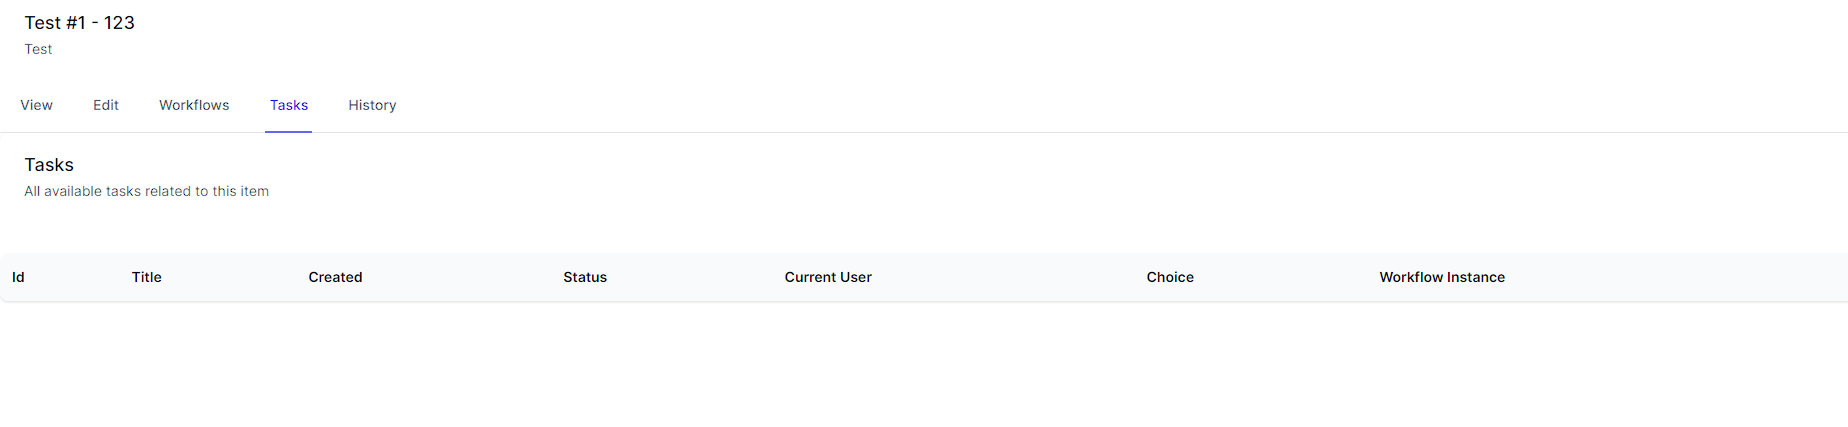 Test #1 - 123
Test
View Edit Workflows Tasks History
Tasks
All available tasks related to this item
Id Title Created Status Current User Choice Workflow Instance